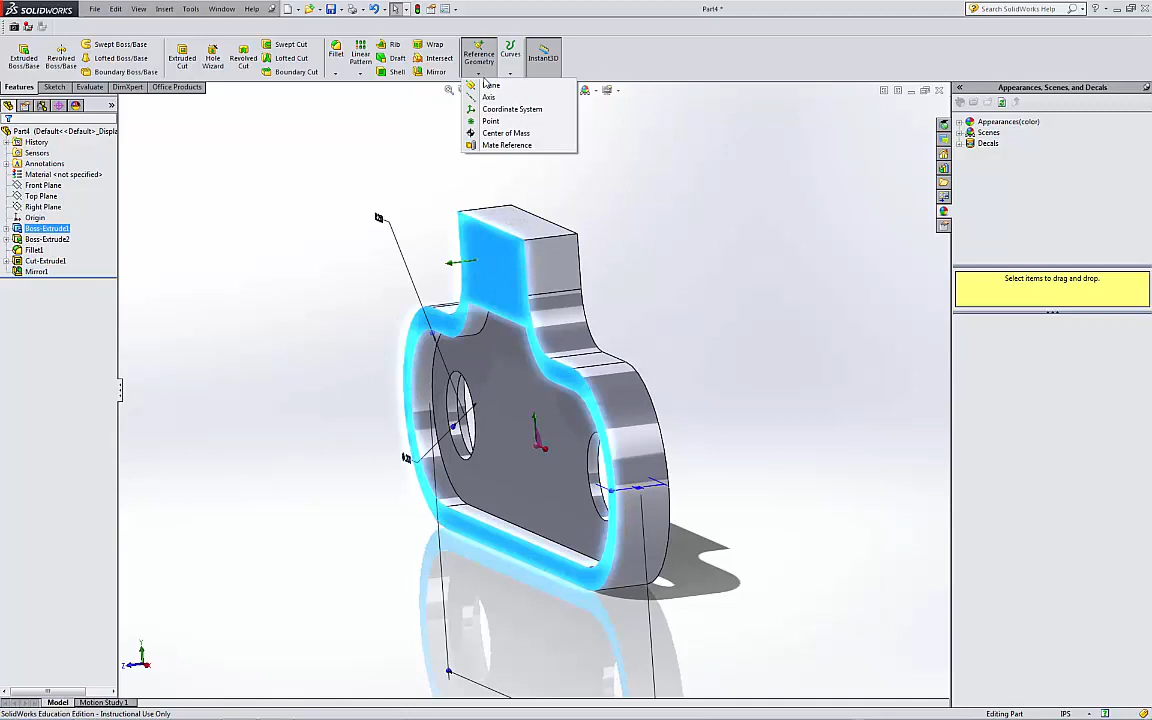 SOLIDWORKS File Edit View Insert Tools Window Help Part4 * Search SolidWorks Help
Extruded Boss/Base
Revolved Boss/Base
Swept Boss/Base
Lofted Boss/Base
Boundary Boss/Base
Extruded Cut
Hole Wizard
Revolved Cut
Swept Cut
Lofted Cut
Boundary Cut
Fillet
Linear Pattern
Rib
Draft
Shell
Wrap
Intersect
Mirror
Reference Geometry
Curves
Instant3D
Features Sketch Evaluate DimXpert Office Products
Plane
Axis
Coordinate System
Point
Center of Mass
Mate Reference
Part4 (Default<<Default>_Displa
History
Sensors
Annotations
Material <not specified>
Front Plane
Top Plane
Right Plane
Origin
Boss-Extrude1
Boss-Extrude2
Fillet1
Cut-Extrude1
Mirror1
Appearances, Scenes, and Decals
Appearances(color)
Scenes
Decals
Select items to drag and drop.
Y
Z
X
Model Motion Study 1
SolidWorks Education Edition - Instructional Use Only Editing Part IPS